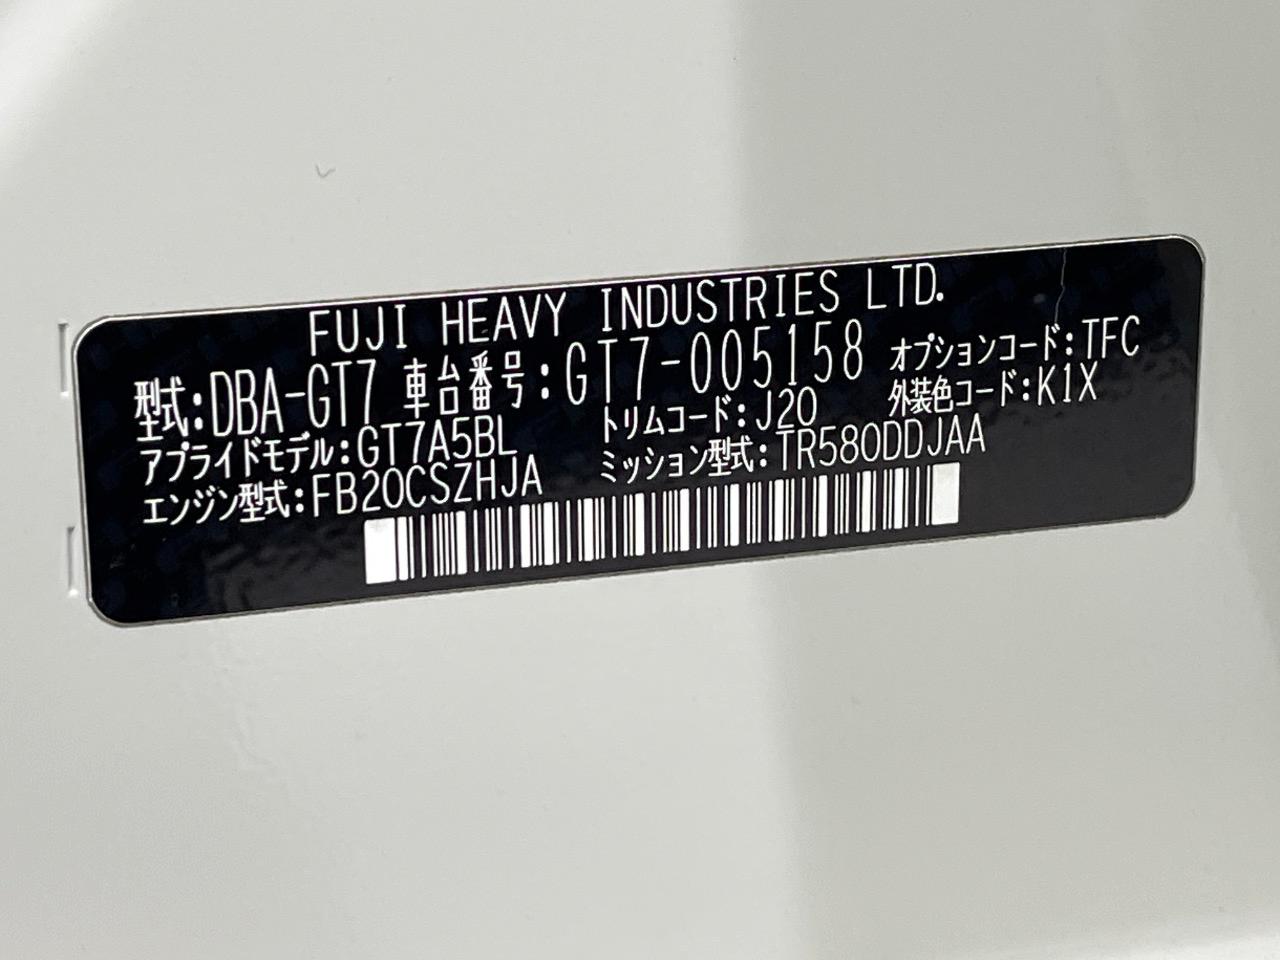 FUJI HEAVY INDUSTRIES LTD.
型式:DBA-GT7 車台番号:GT7-005158 オプションコード:TFC
アプライドモデル:GT7A5BL トリムコード:J20 外装色コード:K1X
エンジン型式:FB20CSZHJA ミッション型式:TR580DDJAA